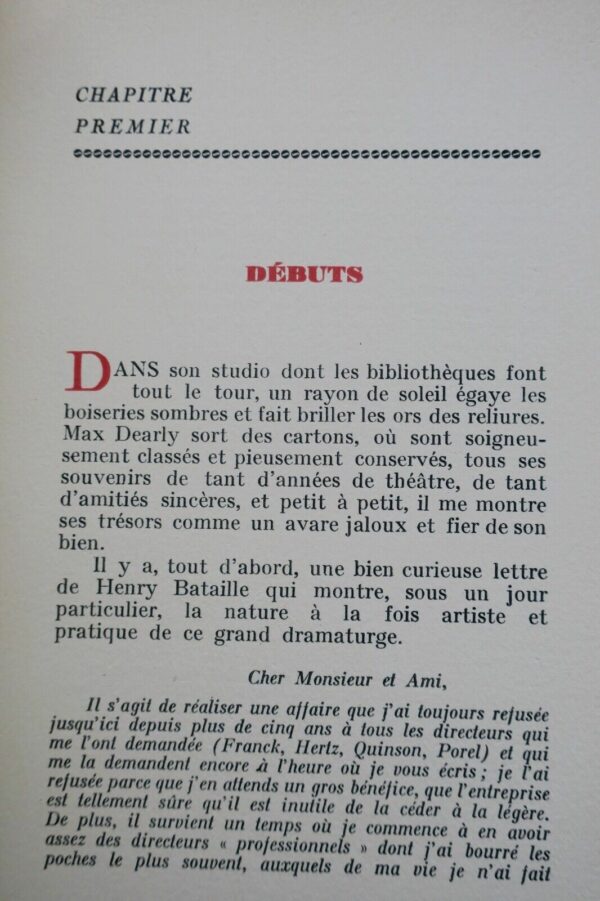 CHAPITRE
PREMIER
DÉBUTS
DANS son studio dont les bibliothèques font
tout le tour, un rayon de soleil égaye les
boiseries sombres et fait briller les ors des reliures.
Max Dearly sort des cartons, où sont soigneu-
sement classés et pieusement conservés, tous ses
souvenirs de tant d'années de théâtre, de tant
d'amitiés sincères, et petit à petit, il me montre
ses trésors comme un avare jaloux et fier de son
bien.
Il y a, tout d'abord, une bien curieuse lettre
de Henry Bataille qui montre, sous un jour
particulier, la nature à la fois artiste et
pratique de ce grand dramaturge.
Cher Monsieur et Ami,
Il s'agit de réaliser une affaire que j'ai toujours refusée
jusqu'ici depuis plus de cinq ans à tous les directeurs qui
me l'ont demandée (Franck, Hertz, Quinson, Porel) et qui
me la demandent encore à l'heure où je vous écris ; je l'ai
refusée parce que j'en attends un gros bénéfice, que l'entreprise
est tellement sûre qu'il est inutile de la céder à la légère.
De plus, il survient un temps où je commence à en avoir
assez des directeurs « professionnels » dont j'ai bourré les
poches le plus souvent, auxquels de ma vie je n'ai fait